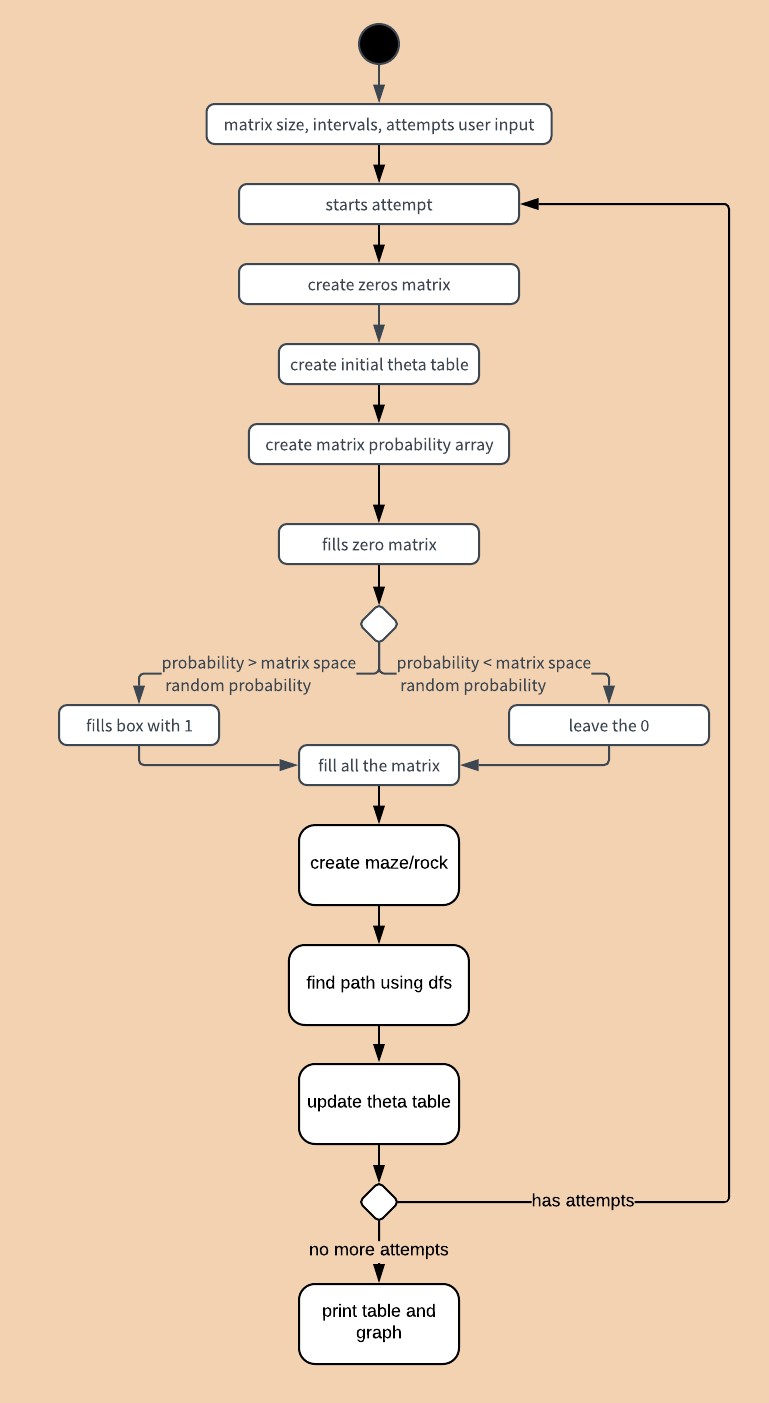 matrix size, intervals, attempts user input
starts attempt
create zeros matrix
create initial theta table
create matrix probability array
fills zero matrix
probability > matrix space
random probability
probability < matrix space
random probability
fills box with 1
leave the 0
fill all the matrix
create maze/rock
find path using dfs
update theta table
has attempts
no more attempts
print table and
graph